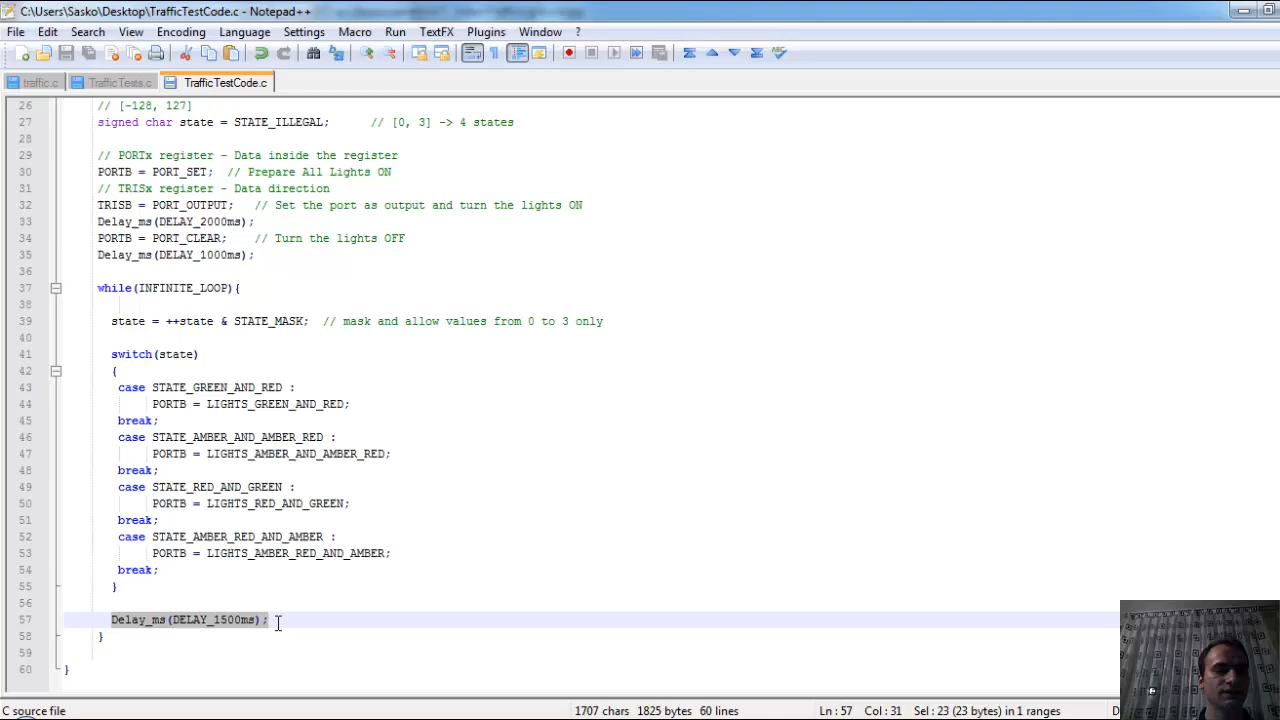 C:\Users\Sasko\Desktop\TrafficTestCode.c - Notepad++
File Edit Search View Encoding Language Settings Macro Run TextFX Plugins Window ?
traffic.c TrafficTests.c TrafficTestCode.c
26 // [-128, 127]
27 signed char state = STATE_ILLEGAL; // [0, 3] -> 4 states
28
29 // PORTx register - Data inside the register
30 PORTB = PORT_SET; // Prepare All Lights ON
31 // TRISx register - Data direction
32 TRISB = PORT_OUTPUT; // Set the port as output and turn the lights ON
33 Delay_ms(DELAY_2000ms);
34 PORTB = PORT_CLEAR; // Turn the lights OFF
35 Delay_ms(DELAY_1000ms);
36
37 while(INFINITE_LOOP){
38
39 state = ++state & STATE_MASK; // mask and allow values from 0 to 3 only
40
41 switch(state)
42 {
43 case STATE_GREEN_AND_RED :
44 PORTB = LIGHTS_GREEN_AND_RED;
45 break;
46 case STATE_AMBER_AND_AMBER_RED :
47 PORTB = LIGHTS_AMBER_AND_AMBER_RED;
48 break;
49 case STATE_RED_AND_GREEN :
50 PORTB = LIGHTS_RED_AND_GREEN;
51 break;
52 case STATE_AMBER_RED_AND_AMBER :
53 PORTB = LIGHTS_AMBER_RED_AND_AMBER;
54 break;
55 }
56
57 Delay_ms(DELAY_1500ms);
58 }
59
60 }
C source file 1707 chars 1825 bytes 60 lines Ln : 57 Col : 31 Sel : 23 (23 bytes) in 1 ranges D